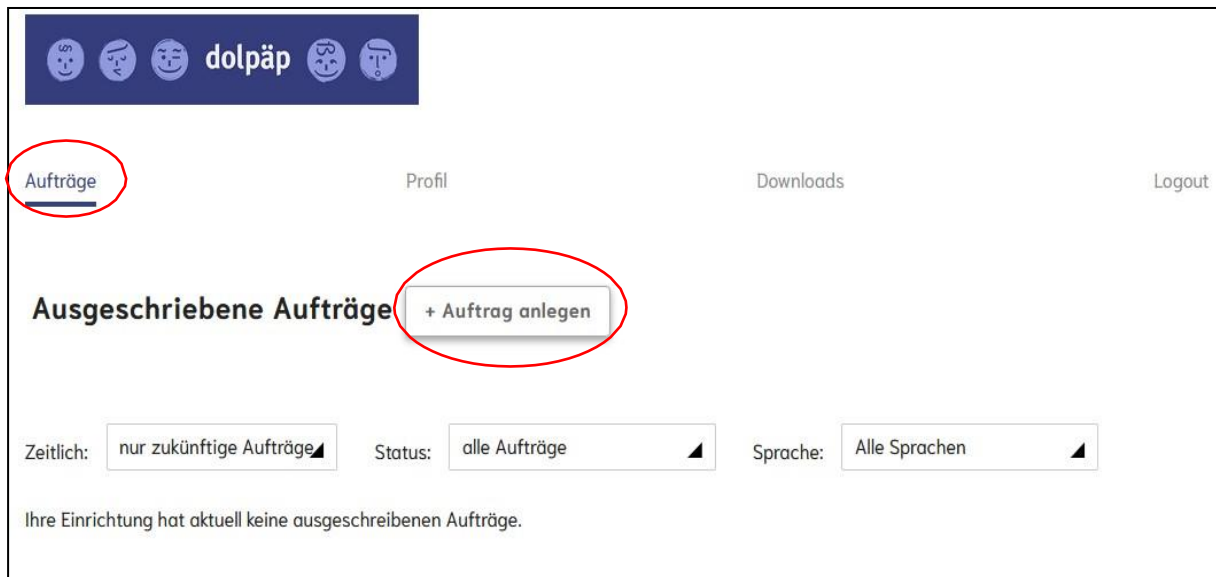 dolpäp
Aufträge Profil Downloads Logout
Ausgeschriebene Aufträge + Auftrag anlegen
Zeitlich: nur zukünftige Aufträge Status: alle Aufträge Sprache: Alle Sprachen
Ihre Einrichtung hat aktuell keine ausgeschreibenen Aufträge.